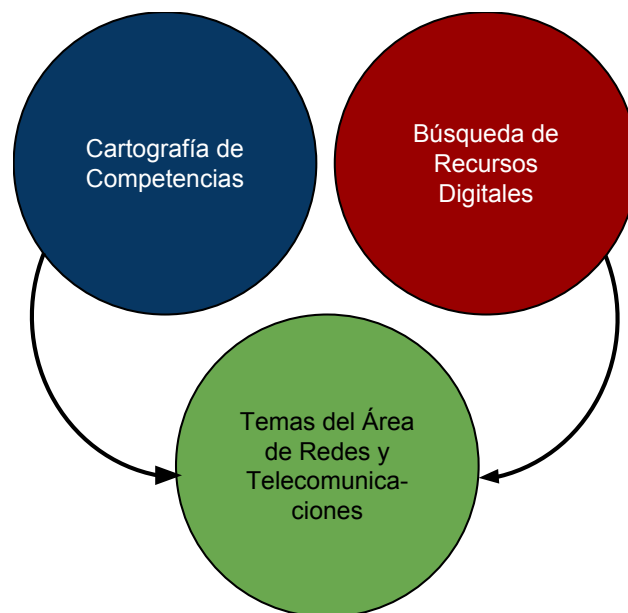 Cartografía de
Competencias
Búsqueda de
Recursos
Digitales
Temas del Área
de Redes y
Telecomunica-
ciones